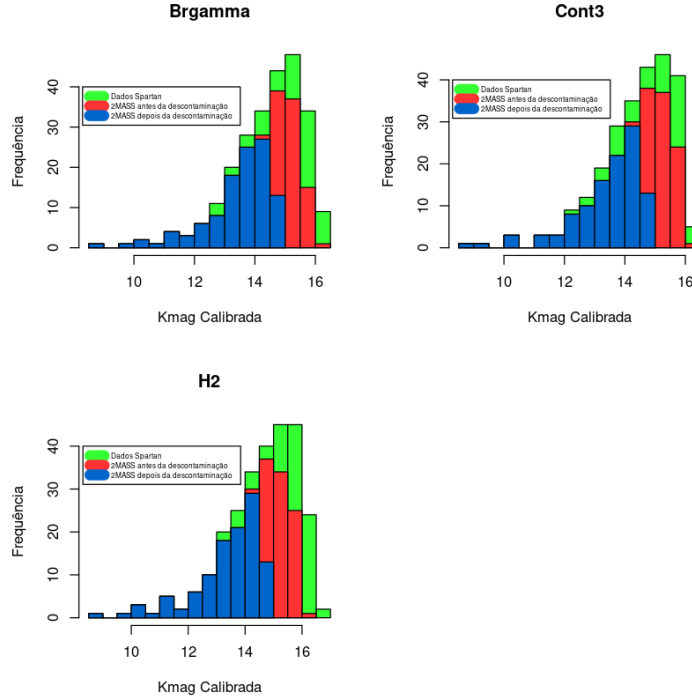 Brgamma
Frequência
40
30
20
10
0
Dados Spartan
2MASS antes da descontaminação
2MASS depois da descontaminação
10 12 14 16
Kmag Calibrada
Cont3
Frequência
40
30
20
10
0
Dados Spartan
2MASS antes da descontaminação
2MASS depois da descontaminação
10 12 14 16
Kmag Calibrada
H2
Frequência
40
30
20
10
0
Dados Spartan
2MASS antes da descontaminação
2MASS depois da descontaminação
10 12 14 16
Kmag Calibrada